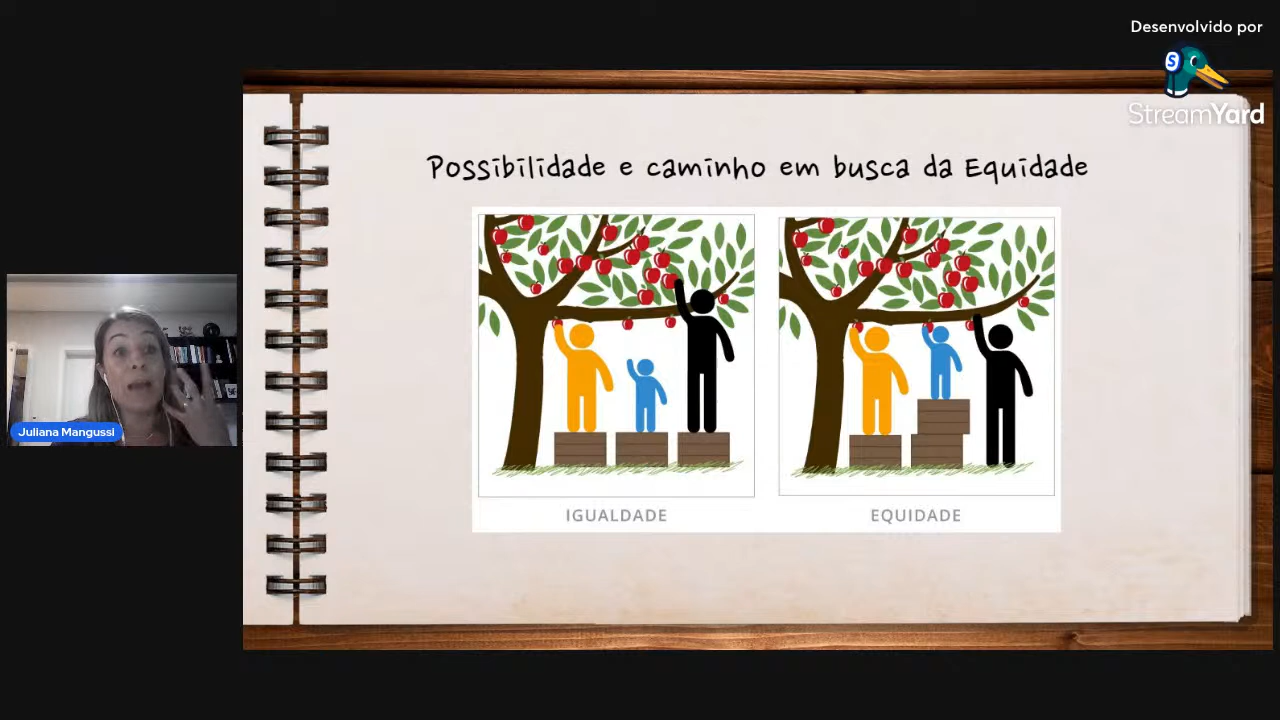 Desenvolvido por
S
StreamYard
Possibilidade e caminho em busca da Equidade
IGUALDADE
EQUIDADE
Juliana Mangussi